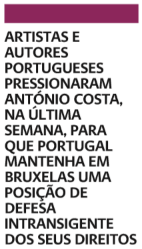 ARTISTAS E
AUTORES
PORTUGUESES
PRESSIONARAM
ANTÓNIO COSTA,
NA ÚLTIMA
SEMANA, PARA
QUE PORTUGAL
MANTENHA EM
BRUXELAS UMA
POSIÇÃO DE
DEFESA
INTRANSIGENTE
DOS SEUS DIREITOS